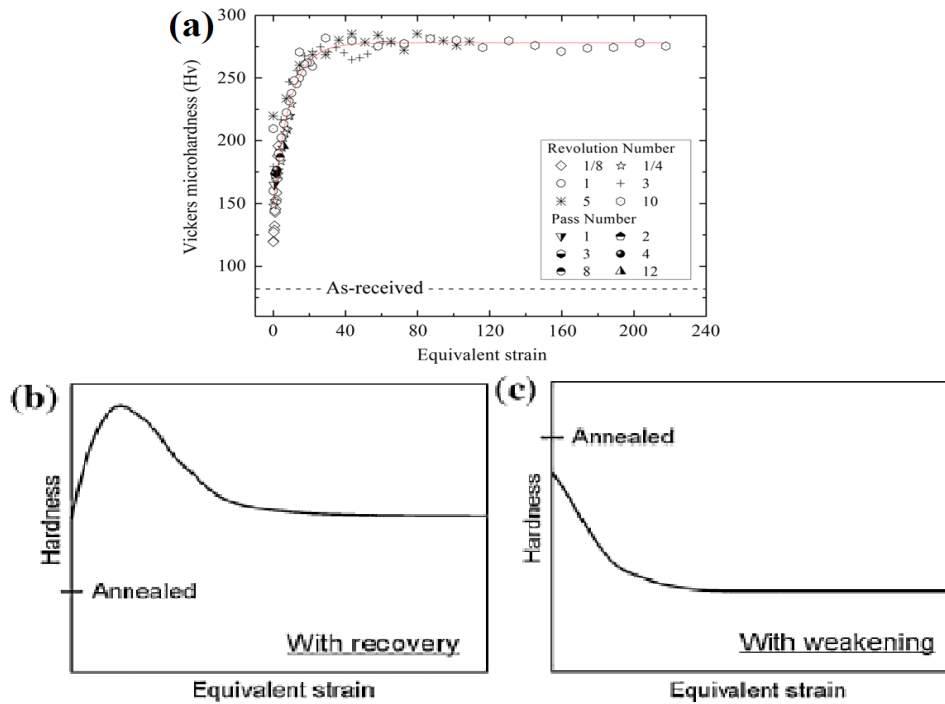 (a)
Vickers microhardness (Hv)
300
250
200
150
100
Revolution Number
1/8 1/4
1 3
5 10
Pass Number
1 2
3 4
8 12
As-received
0 40 80 120 160 200 240
Equivalent strain
(b)
Hardness
Annealed
With recovery
Equivalent strain
(c)
Hardness
Annealed
With weakening
Equivalent strain